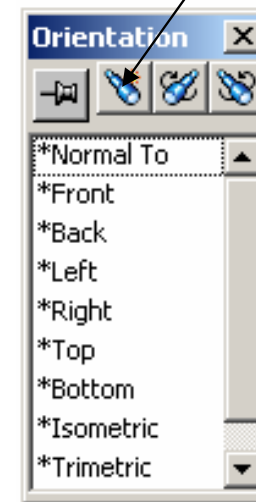 Orientation
*Normal To
*Front
*Back
*Left
*Right
*Top
*Bottom
*Isometric
*Trimetric